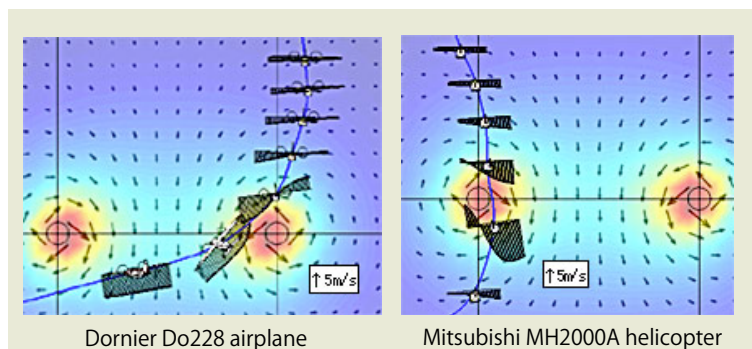 ↑5m/s
↑5m/s
Dornier Do228 airplane
Mitsubishi MH2000A helicopter